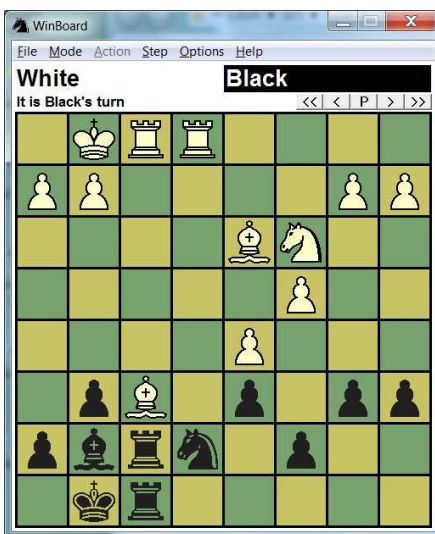 WinBoard
File Mode Action Step Options Help
White Black
It is Black's turn << < P > >>